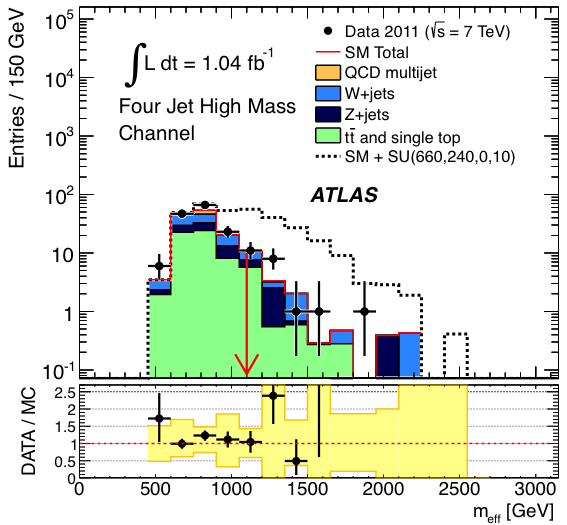 Entries / 150 GeV
10⁵
10⁴
10³
10²
10
1
10⁻¹
∫ L dt = 1.04 fb⁻¹
Four Jet High Mass
Channel
Data 2011 (√s = 7 TeV)
SM Total
QCD multijet
W+jets
Z+jets
tt̄ and single top
SM + SU(660,240,0,10)
ATLAS
DATA / MC
2.5
2
1.5
1
0.5
0
0 500 1000 1500 2000 2500 3000
m_eff [GeV]